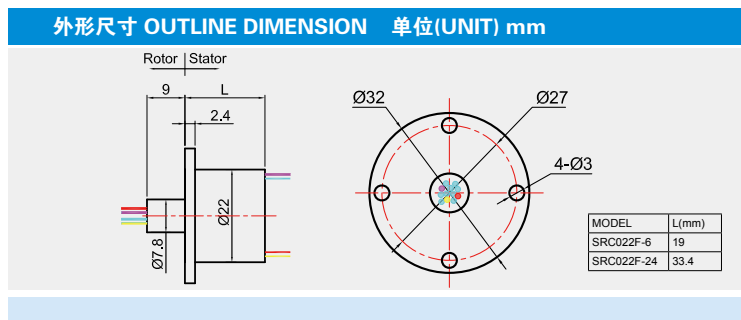 外形尺寸 OUTLINE DIMENSION 单位(UNIT) mm
Rotor Stator
9 L
2.4
Ø22
Ø7.8
Ø32 Ø27
4-Ø3
MODEL L(mm)
SRC022F-6 19
SRC022F-24 33.4